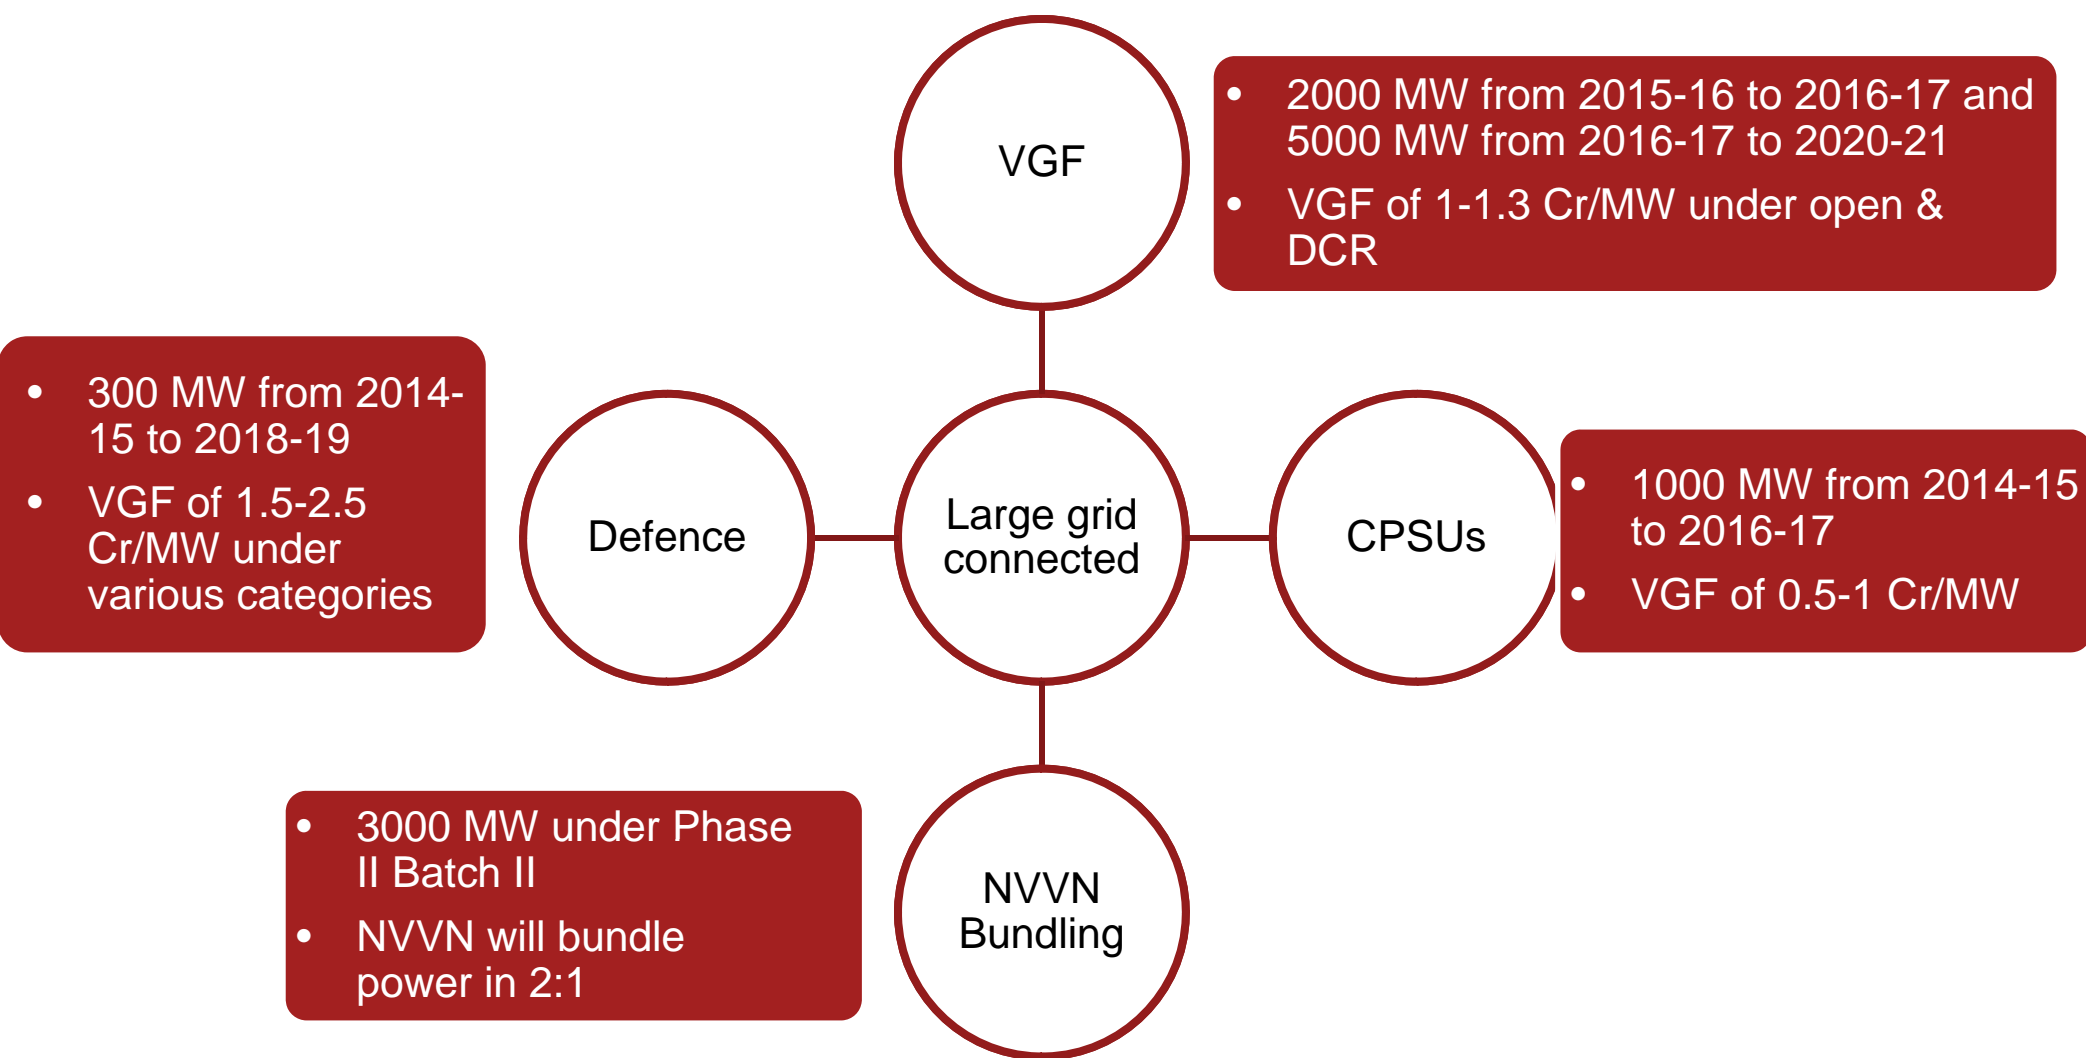 VGF
• 2000 MW from 2015-16 to 2016-17 and
5000 MW from 2016-17 to 2020-21
• VGF of 1-1.3 Cr/MW under open &
DCR
• 300 MW from 2014-
15 to 2018-19
• VGF of 1.5-2.5
Cr/MW under
various categories
Defence
Large grid
connected
CPSUs
• 1000 MW from 2014-15
to 2016-17
• VGF of 0.5-1 Cr/MW
• 3000 MW under Phase
II Batch II
• NVVN will bundle
power in 2:1
NVVN
Bundling